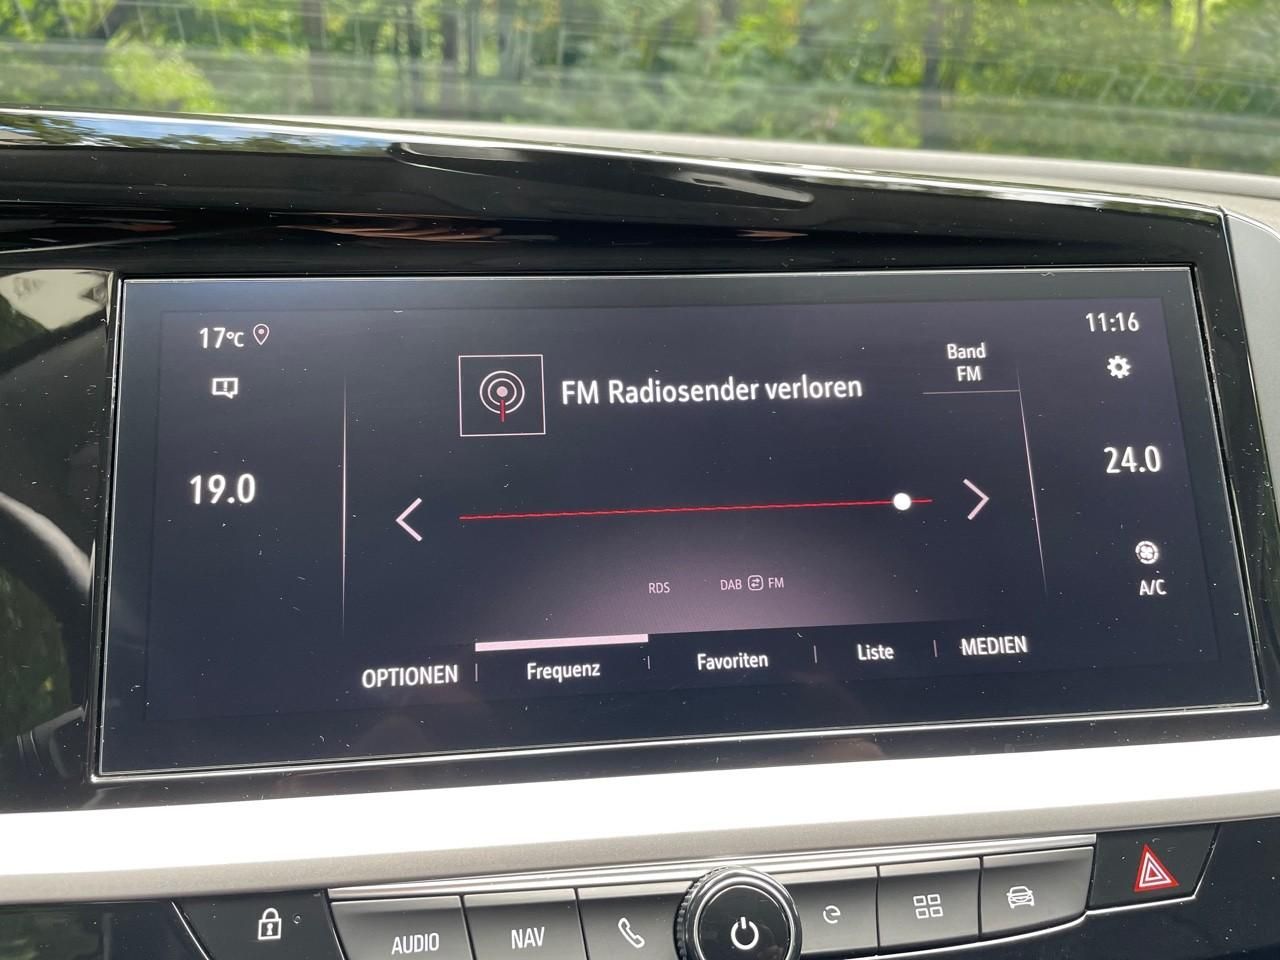 17°C
11:16
Band
FM
FM Radiosender verloren
19.0
24.0
RDS
DAB
FM
A/C
OPTIONEN
Frequenz
Favoriten
Liste
MEDIEN
AUDIO
NAV